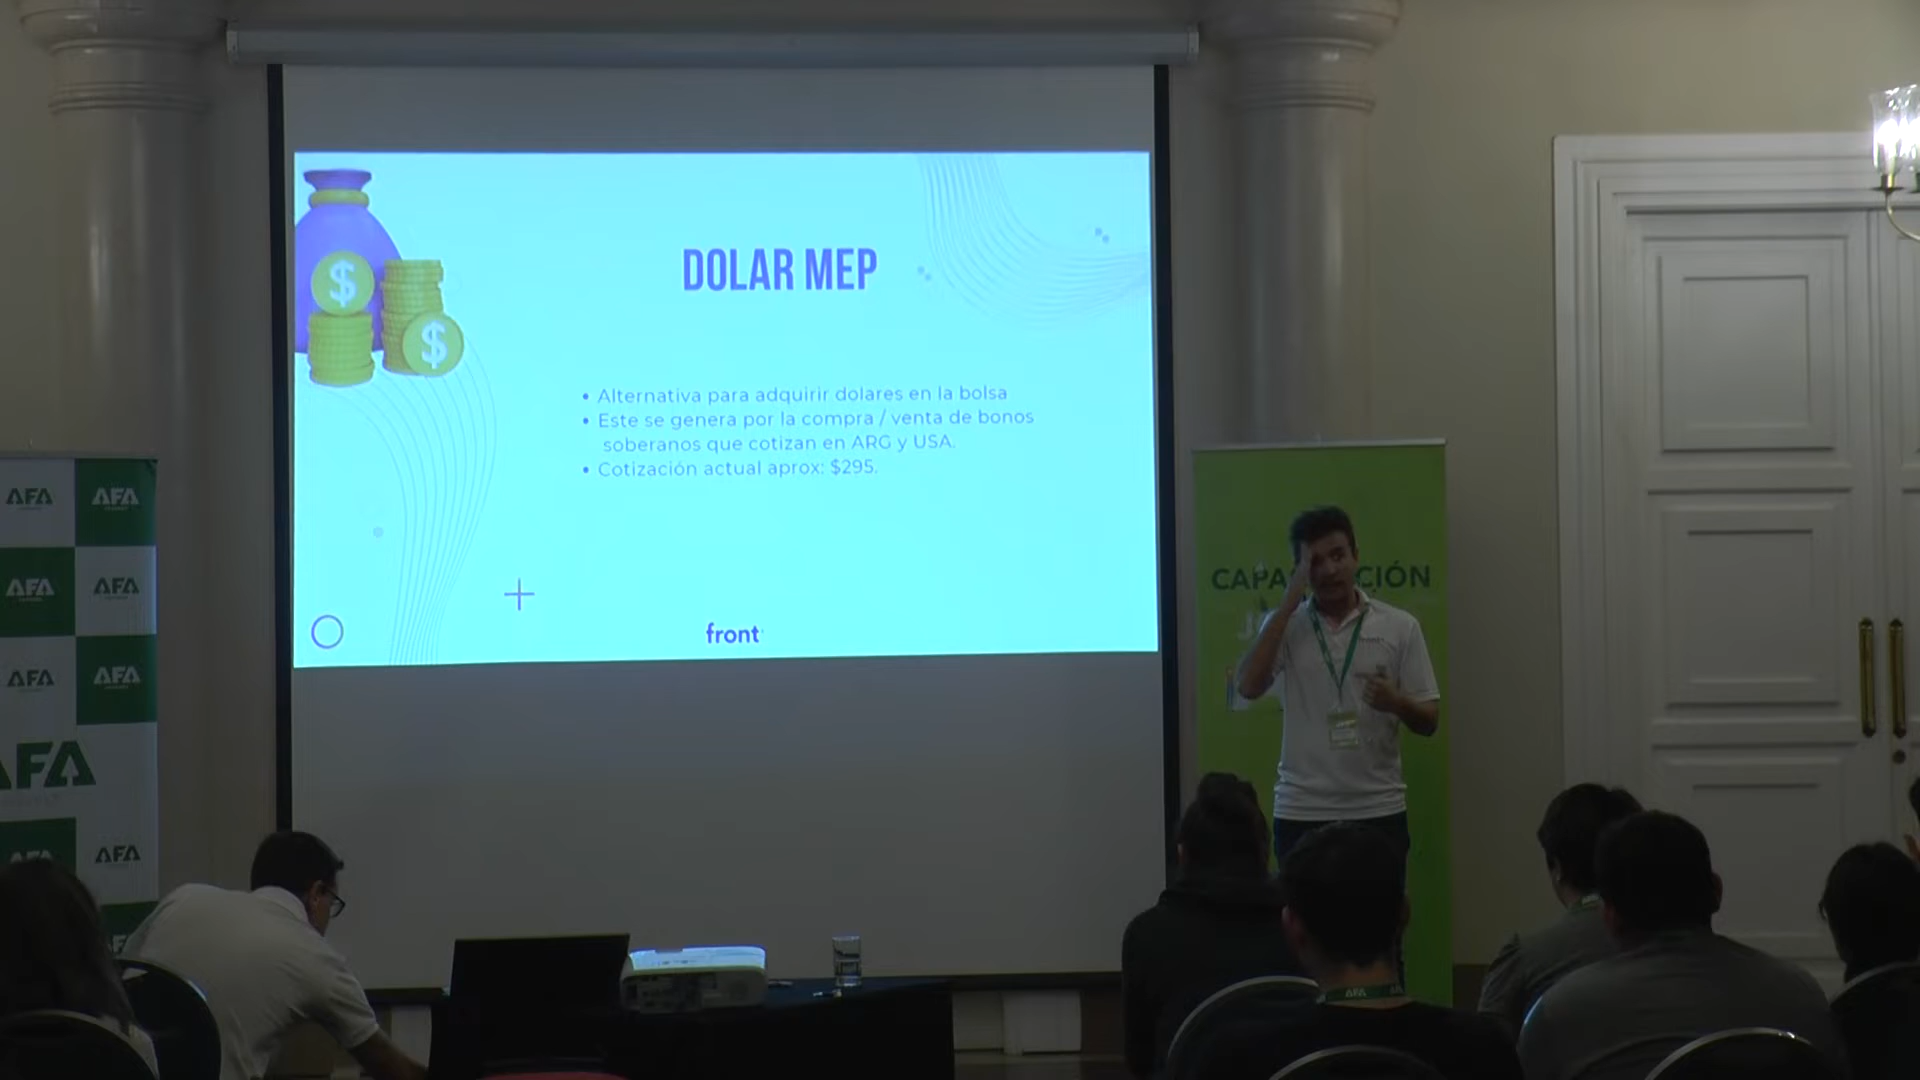 DOLAR MEP
• Alternativa para adquirir dolares en la bolsa
• Este se genera por la compra / venta de bonos
soberanos que cotizan en ARG y USA.
• Cotización actual aprox: $295.
front
AFA
AFA
AFA
AFA
AFA
AFA
AFA
AFA
AFA
CAPA CIÓN
AFA